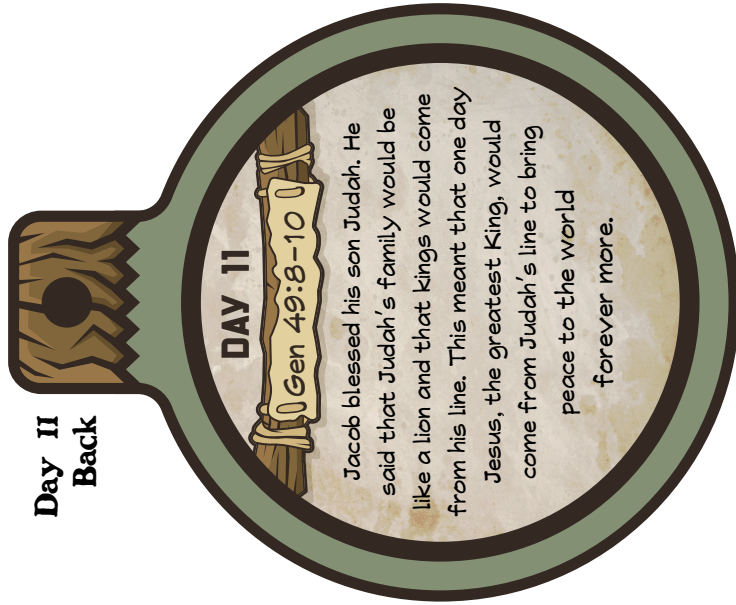 Day 11
Back
DAY 11
Gen 49:8-10
Jacob blessed his son Judah. He
said that Judah's family would be
like a lion and that kings would come
from his line. This meant that one day
Jesus, the greatest King, would
come from Judah's line to bring
peace to the world
forever more.